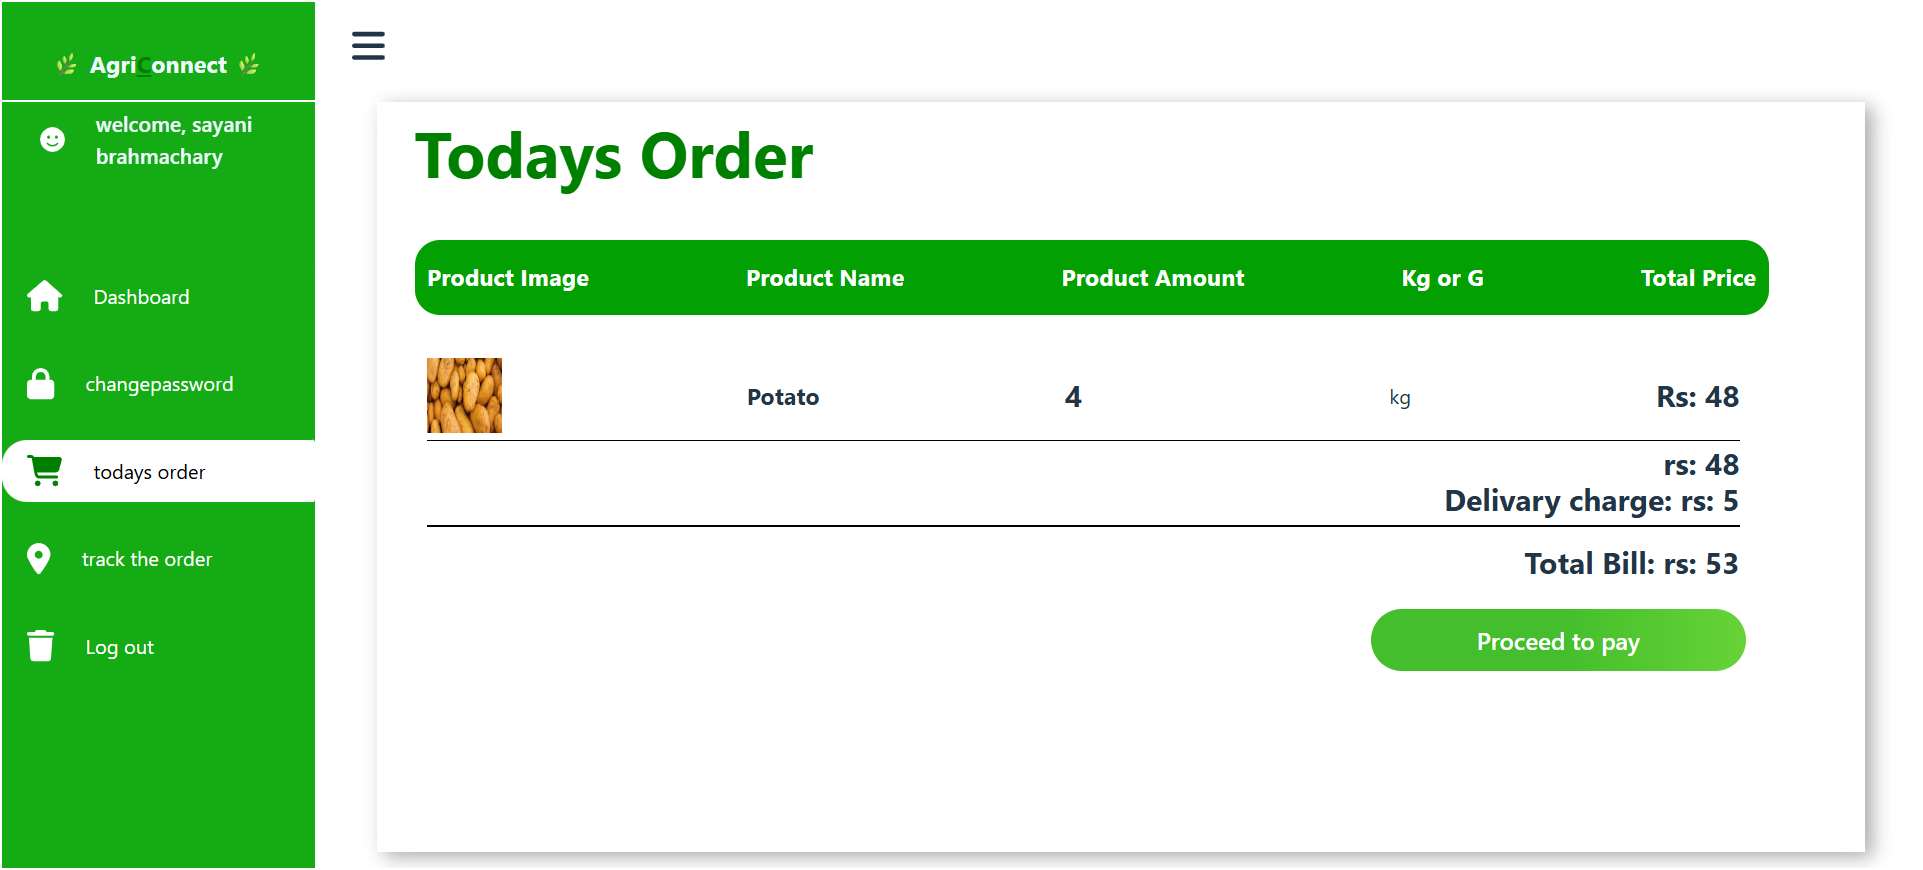 🌿 AgriConnect 🌿
welcome, sayani
brahmachary
Dashboard
changepassword
todays order
track the order
Log out
Todays Order
Product Image Product Name Product Amount Kg or G Total Price
Potato 4 kg Rs: 48
rs: 48
Delivary charge: rs: 5
Total Bill: rs: 53
Proceed to pay